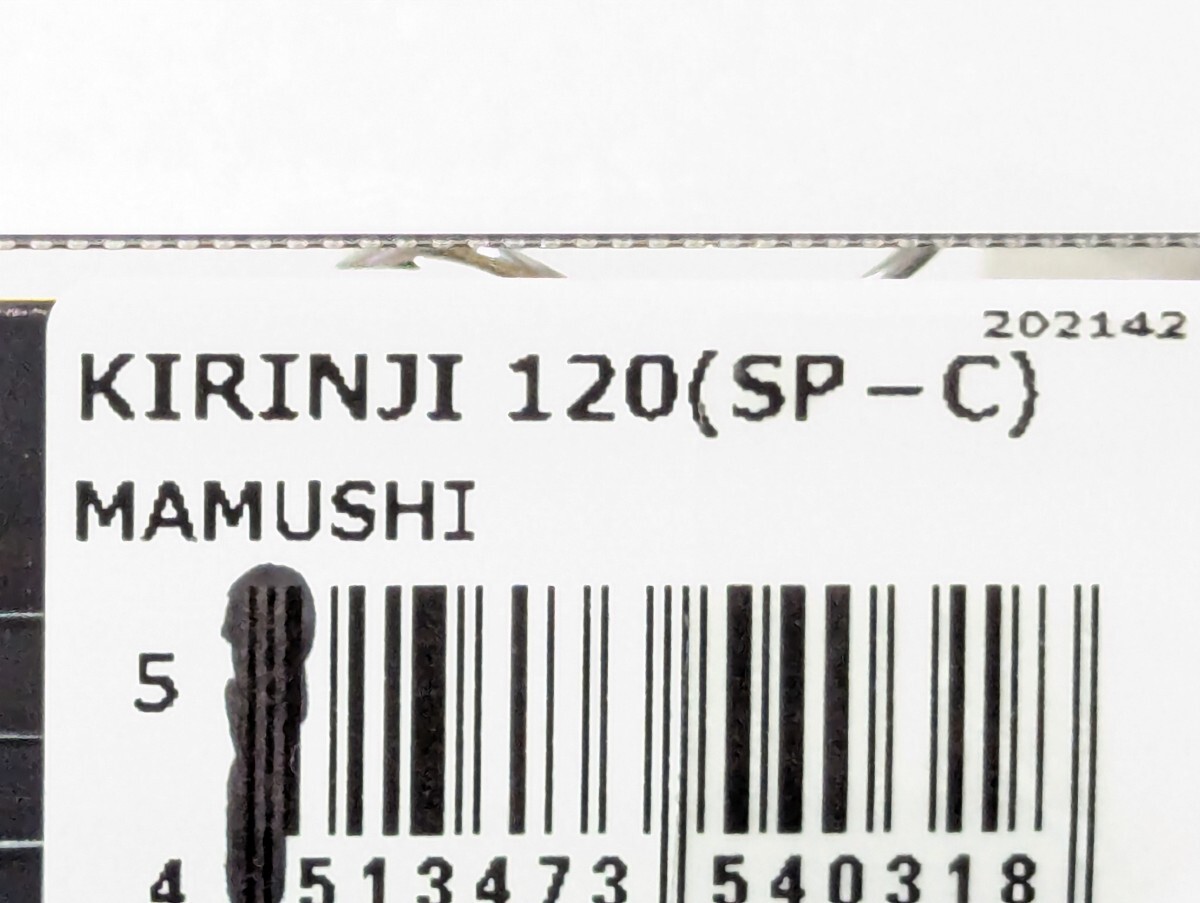 202142
KIRINJI 120(SP-C)
MAMUSHI
5
4 513473 540318